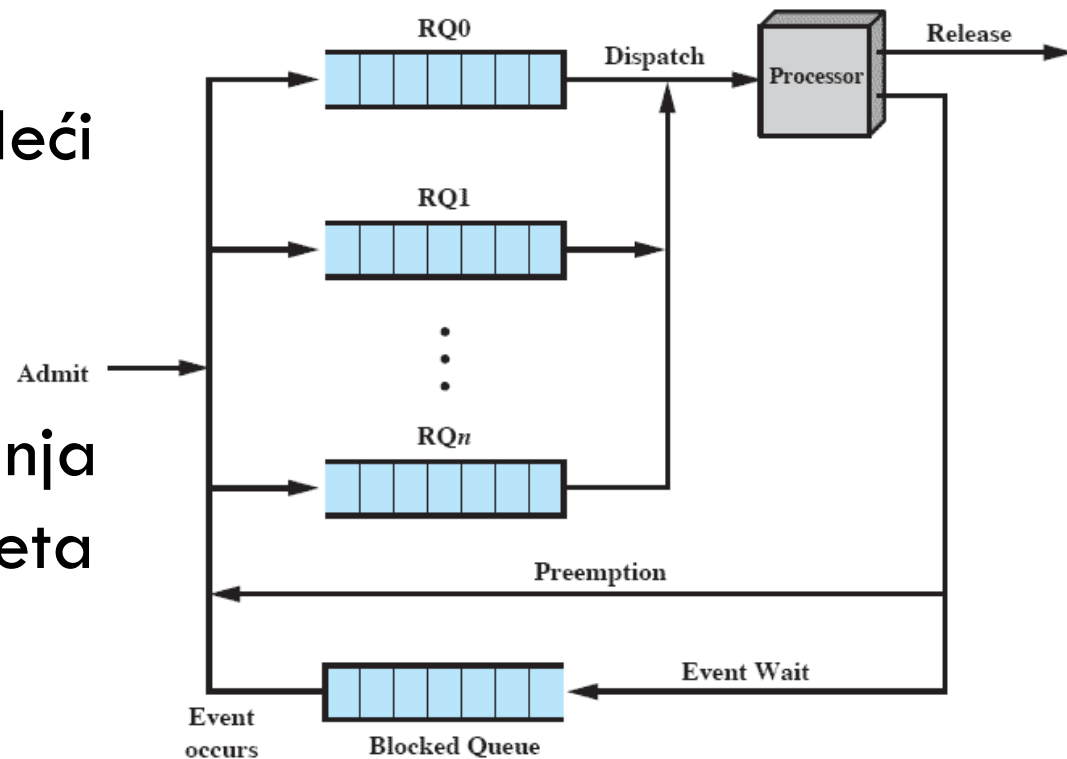 RQ0
Dispatch
Processor
Release
leći
RQ1
Admit
RQn
nja
eta
Preemption
Event Wait
Event
occurs
Blocked Queue